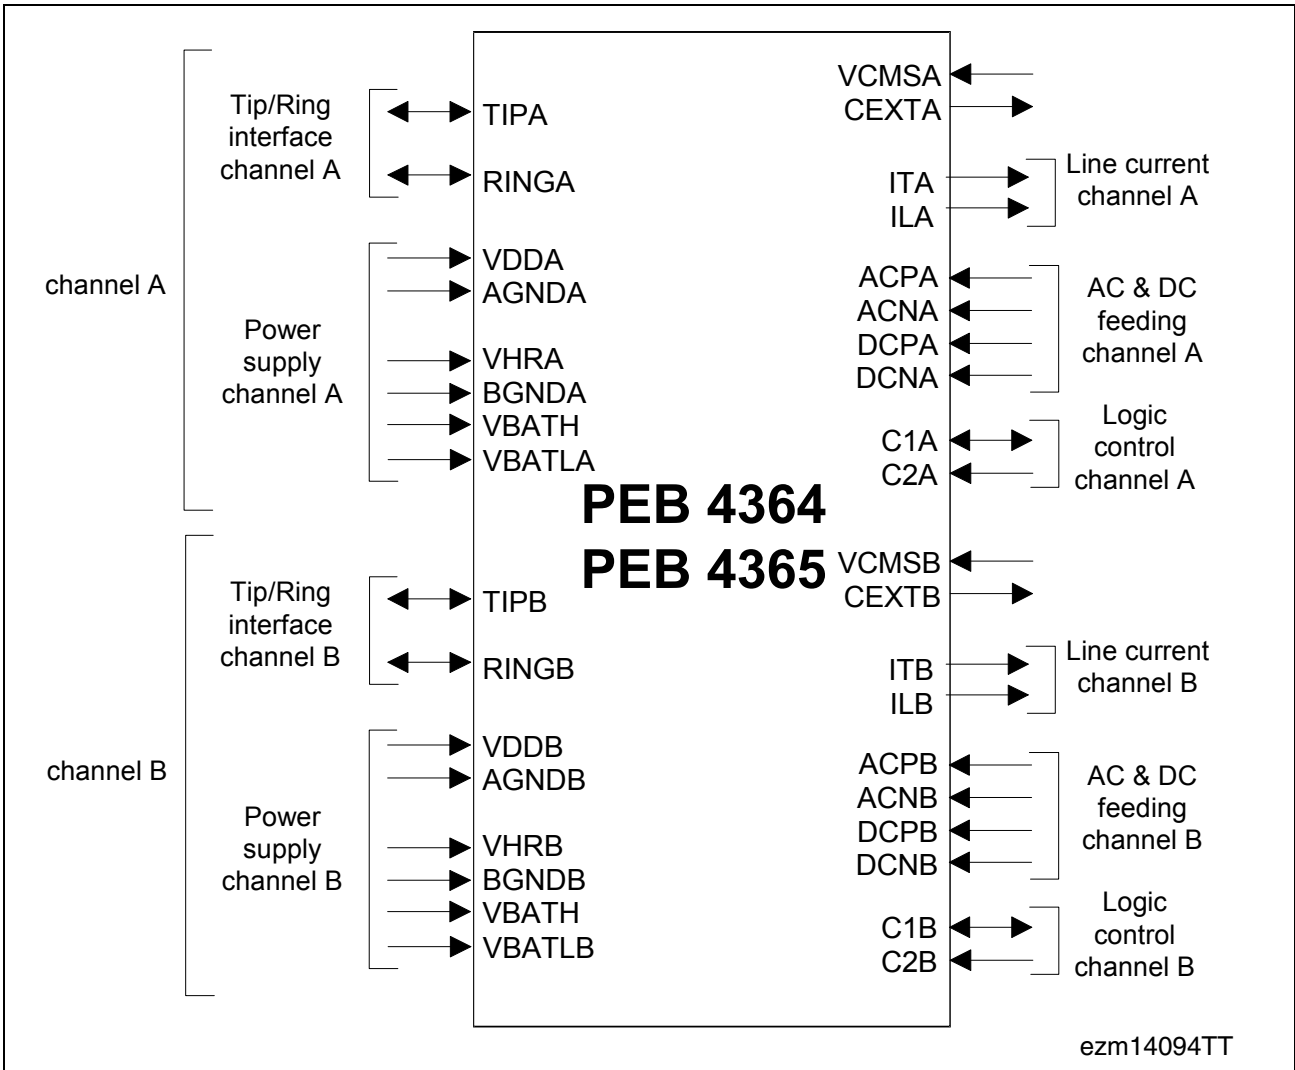 channel A
Tip/Ring
interface
channel A
Power
supply
channel A
TIPA
RINGA
VDDA
AGNDA
VHRA
BGNDA
VBATH
VBATLA
VCMSA
CEXTA
ITA
ILA
ACPA
ACNA
DCPA
DCNA
C1A
C2A
Line current
channel A
AC & DC
feeding
channel A
Logic
control
channel A
PEB 4364
PEB 4365
channel B
Tip/Ring
interface
channel B
Power
supply
channel B
TIPB
RINGB
VDDB
AGNDB
VHRB
BGNDB
VBATH
VBATLB
VCMSB
CEXTB
ITB
ILB
ACPB
ACNB
DCPB
DCNB
C1B
C2B
Line current
channel B
AC & DC
feeding
channel B
Logic
control
channel B
ezm14094TT